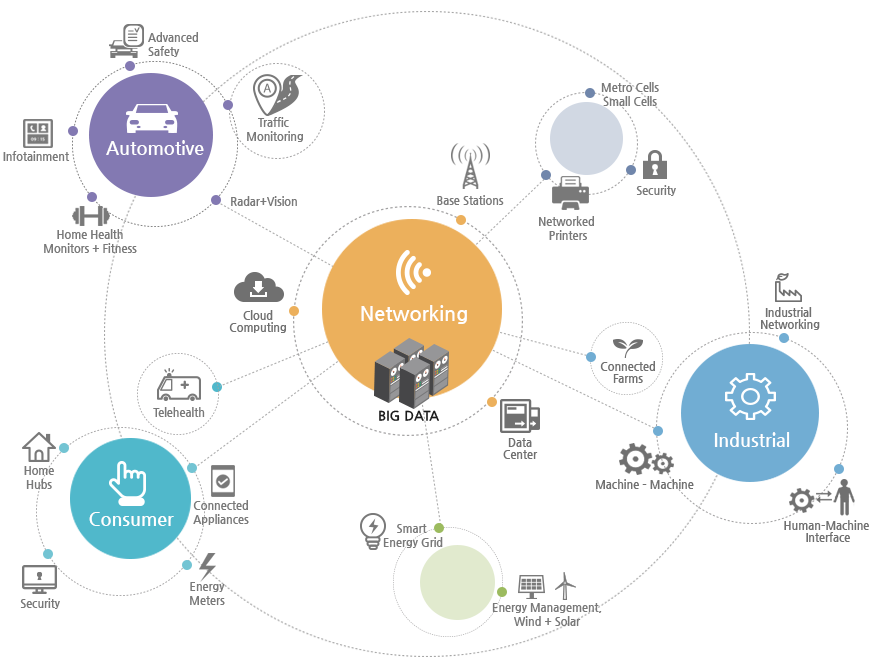 Advanced
Safety
A
Traffic
Monitoring
Automotive
Infotainment
Radar+Vision
Home Health
Monitors + Fitness
Metro Cells
Small Cells
Security
Networked
Printers
Base Stations
Cloud
Computing
Networking
BIG DATA
Industrial
Networking
Connected
Farms
Telehealth
Data
Center
Industrial
Machine - Machine
Human-Machine
Interface
Home
Hubs
Consumer
Connected
Appliances
Security
Energy
Meters
Smart
Energy Grid
Energy Management,
Wind + Solar